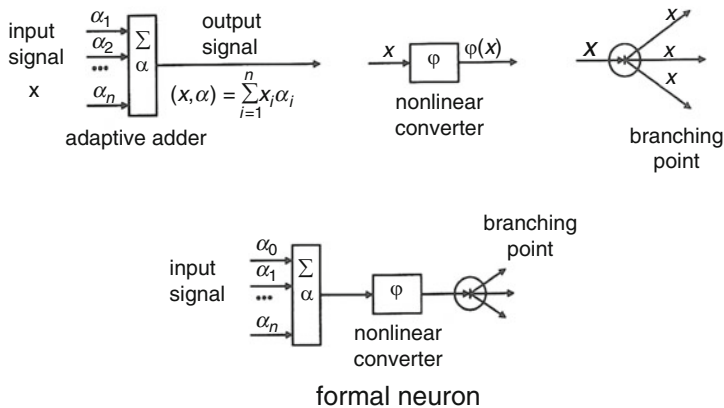 input
signal
x
α₁
α₂
...
αₙ
Σ
α
output
signal
(x,α) = Σⁿᵢ₌₁ xᵢαᵢ
adaptive adder
x
φ
φ(x)
nonlinear
converter
x
x
x
x
branching
point
input
signal
α₀
α₁
...
αₙ
Σ
α
φ
nonlinear
converter
branching
point
formal neuron